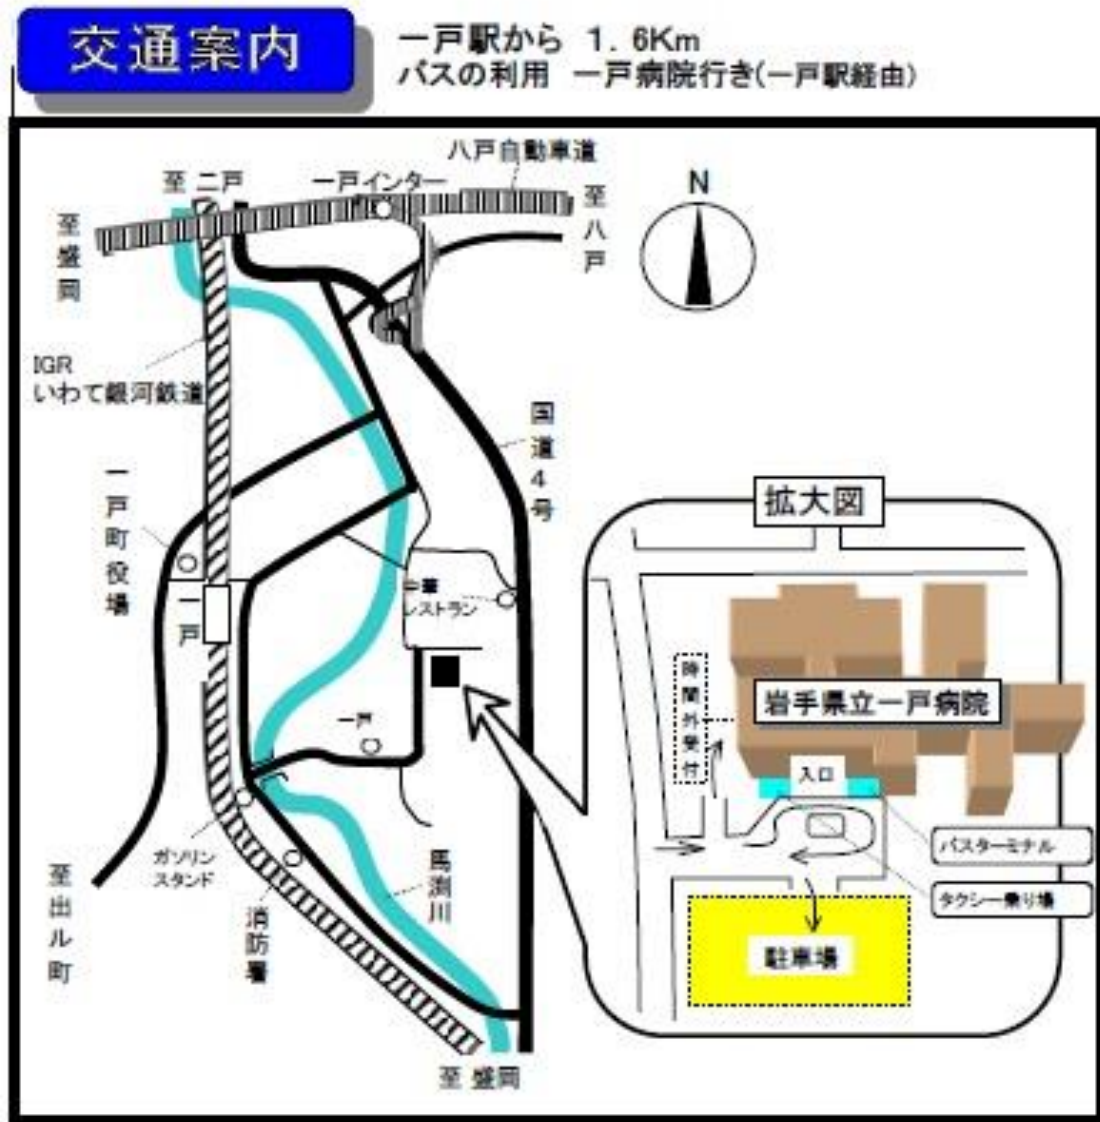 交通案内
一戸駅から 1.6Km
バスの利用 一戸病院行き(一戸駅経由)
八戸自動車道
至 二戸
一戸インター
至八戸
至盛岡
N
IGR
いわて銀河鉄道
国道4号
一戸町役場
拡大図
中華
レストラン
一戸
時間外受付
岩手県立一戸病院
一戸
入口
バスターミナル
ガソリン
スタンド
馬淵川
タクシー乗り場
至出ル町
消防署
駐車場
至 盛岡